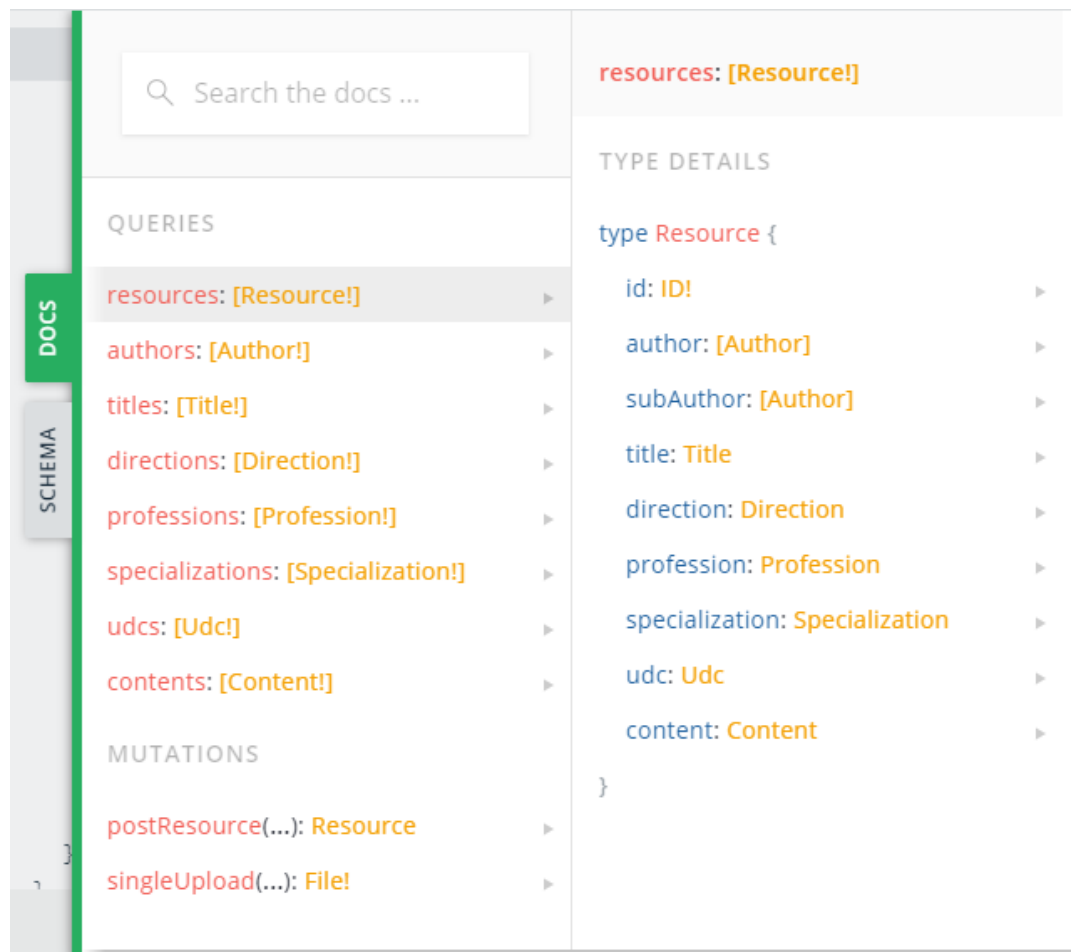 Search the docs ...
QUERIES
resources: [Resource!]
authors: [Author!]
titles: [Title!]
directions: [Direction!]
professions: [Profession!]
specializations: [Specialization!]
udcs: [Udc!]
contents: [Content!]
MUTATIONS
postResource(...): Resource
singleUpload(...): File!
DOCS
SCHEMA
}
resources: [Resource!]
TYPE DETAILS
type Resource {
id: ID!
author: [Author]
subAuthor: [Author]
title: Title
direction: Direction
profession: Profession
specialization: Specialization
udc: Udc
content: Content
}